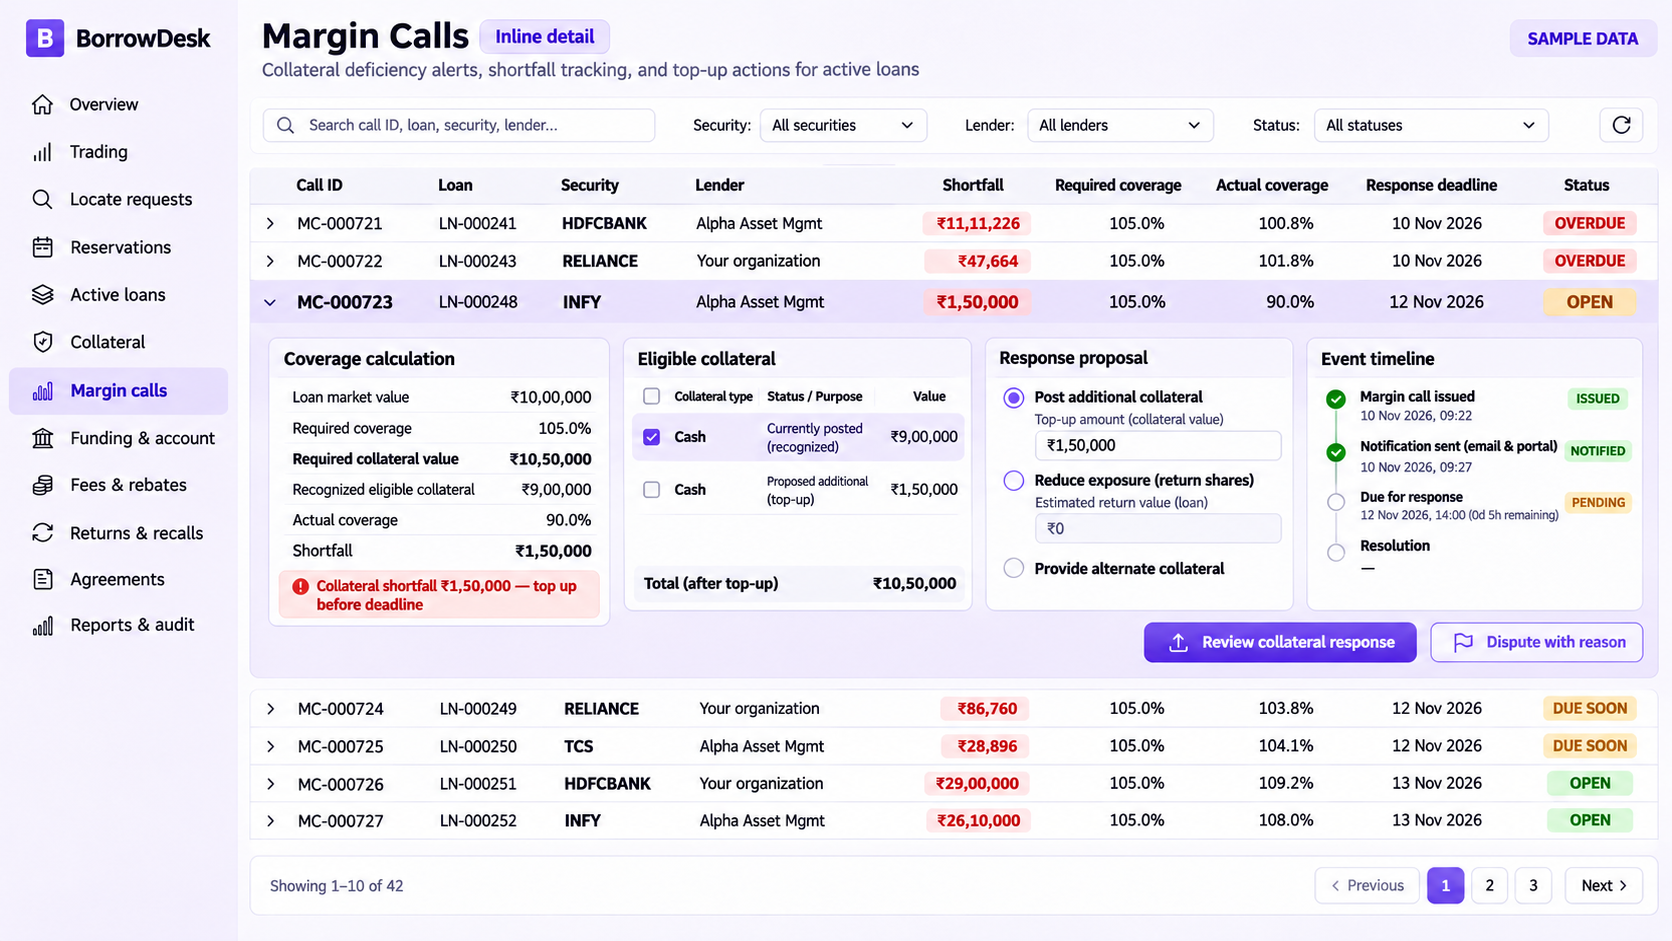 B BorrowDesk
Overview
Trading
Locate requests
Reservations
Active loans
Collateral
Margin calls
Funding & account
Fees & rebates
Returns & recalls
Agreements
Reports & audit
Margin Calls Inline detail
SAMPLE DATA
Collateral deficiency alerts, shortfall tracking, and top-up actions for active loans
Search call ID, loan, security, lender... Security: All securities Lender: All lenders Status: All statuses
Call ID Loan Security Lender Shortfall Required coverage Actual coverage Response deadline Status
MC-000721 LN-000241 HDFCBANK Alpha Asset Mgmt ₹11,11,226 105.0% 100.8% 10 Nov 2026 OVERDUE
MC-000722 LN-000243 RELIANCE Your organization ₹47,664 105.0% 101.8% 10 Nov 2026 OVERDUE
MC-000723 LN-000248 INFY Alpha Asset Mgmt ₹1,50,000 105.0% 90.0% 12 Nov 2026 OPEN
Coverage calculation
Loan market value ₹10,00,000
Required coverage 105.0%
Required collateral value ₹10,50,000
Recognized eligible collateral ₹9,00,000
Actual coverage 90.0%
Shortfall ₹1,50,000
Collateral shortfall ₹1,50,000 — top up
before deadline
Eligible collateral
Collateral type Status / Purpose Value
Cash Currently posted ₹9,00,000
(recognized)
Cash Proposed additional ₹1,50,000
(top-up)
Total (after top-up) ₹10,50,000
Response proposal
Post additional collateral
Top-up amount (collateral value)
₹1,50,000
Reduce exposure (return shares)
Estimated return value (loan)
₹0
Provide alternate collateral
Event timeline
Margin call issued ISSUED
10 Nov 2026, 09:22
Notification sent (email & portal) NOTIFIED
10 Nov 2026, 09:27
Due for response PENDING
12 Nov 2026, 14:00 (0d 5h remaining)
Resolution
—
Review collateral response Dispute with reason
MC-000724 LN-000249 RELIANCE Your organization ₹86,760 105.0% 103.8% 12 Nov 2026 DUE SOON
MC-000725 LN-000250 TCS Alpha Asset Mgmt ₹28,896 105.0% 104.1% 12 Nov 2026 DUE SOON
MC-000726 LN-000251 HDFCBANK Your organization ₹29,00,000 105.0% 109.2% 13 Nov 2026 OPEN
MC-000727 LN-000252 INFY Alpha Asset Mgmt ₹26,10,000 105.0% 108.0% 13 Nov 2026 OPEN
Showing 1–10 of 42
Previous 1 2 3 Next